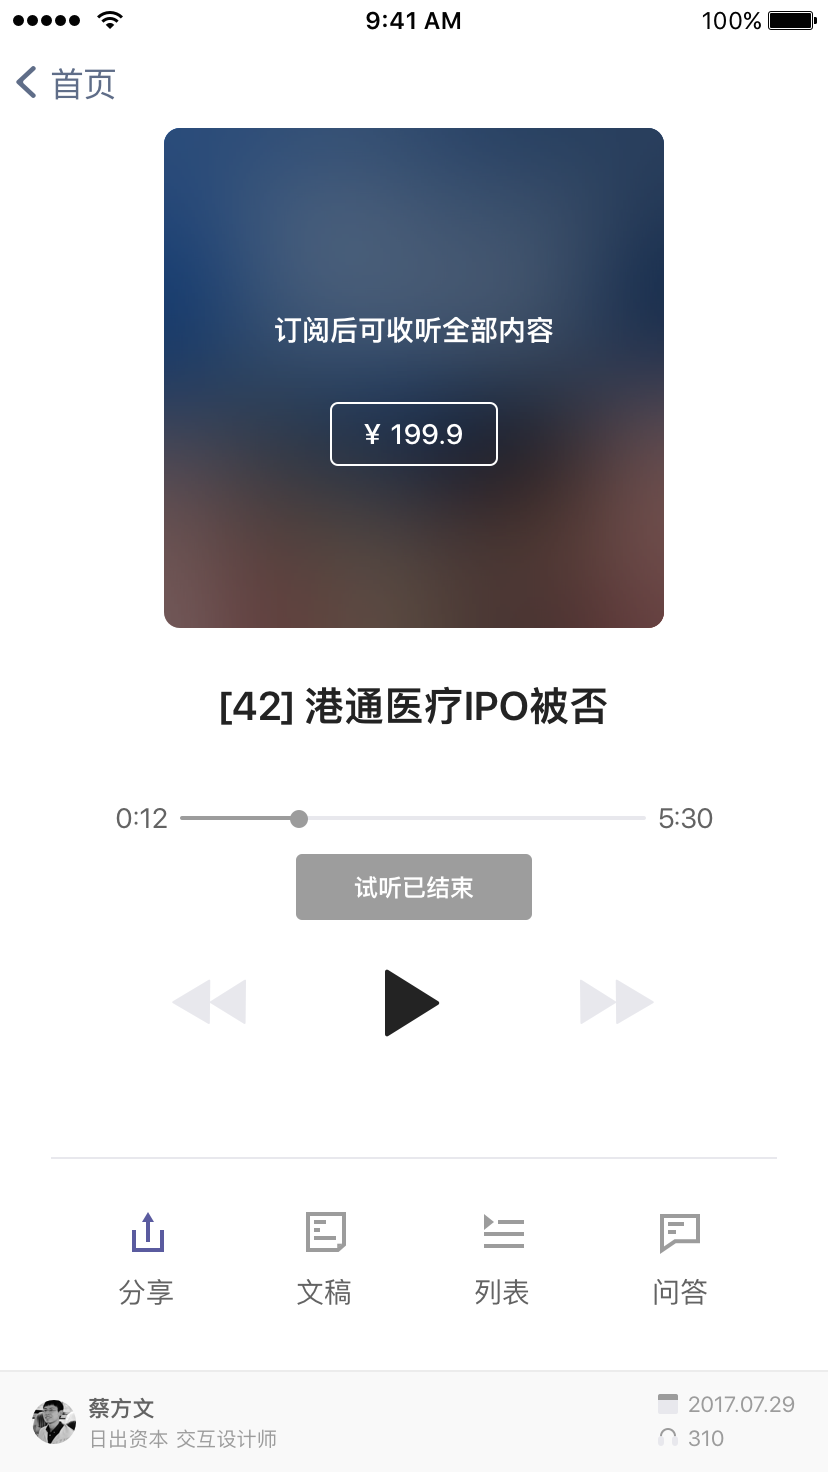 9:41 AM
100%
首页
订阅后可收听全部内容
¥ 199.9
[42] 港通医疗IPO被否
0:12
5:30
试听已结束
分享
文稿
列表
问答
蔡方文
日出资本 交互设计师
2017.07.29
310